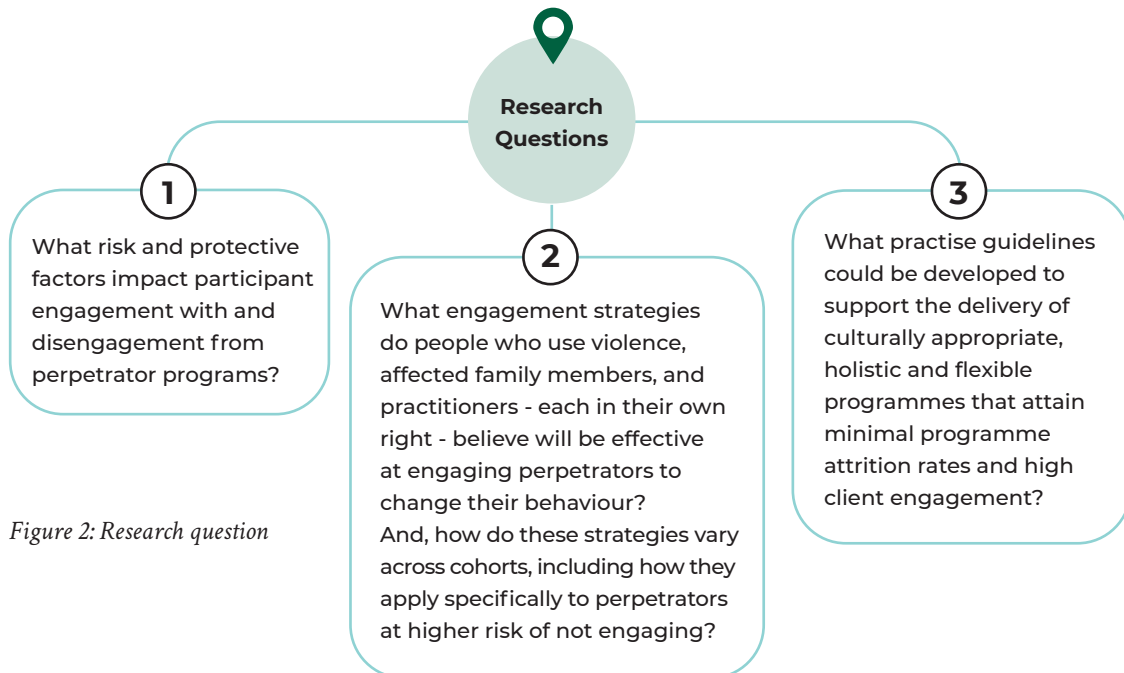 Research
Questions
1
What risk and protective
factors impact participant
engagement with and
disengagement from
perpetrator programs?
2
What engagement strategies
do people who use violence,
affected family members, and
practitioners - each in their own
right - believe will be effective
at engaging perpetrators to
change their behaviour?
And, how do these strategies vary
across cohorts, including how they
apply specifically to perpetrators
at higher risk of not engaging?
3
What practise guidelines
could be developed to
support the delivery of
culturally appropriate,
holistic and flexible
programmes that attain
minimal programme
attrition rates and high
client engagement?
Figure 2: Research question